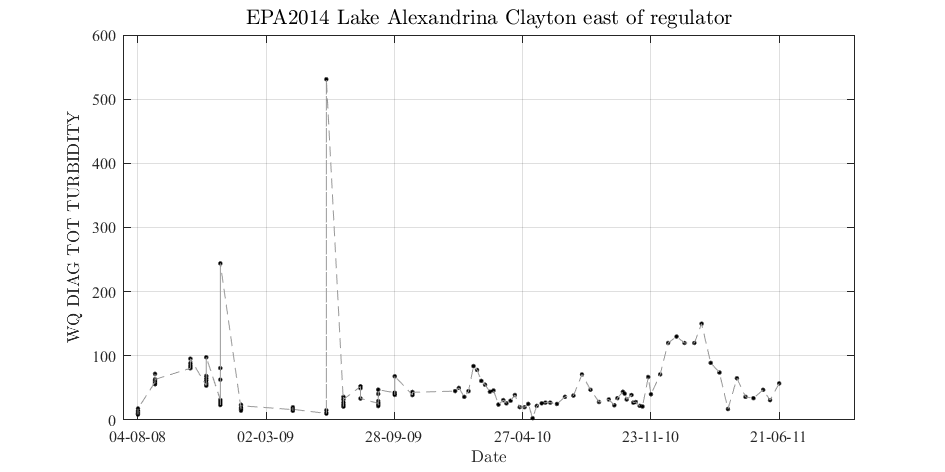 EPA2014 Lake Alexandrina Clayton east of regulator
WQ DIAG TOT TURBIDITY
600
500
400
300
200
100
0
04-08-08 02-03-09 28-09-09 27-04-10 23-11-10 21-06-11
Date